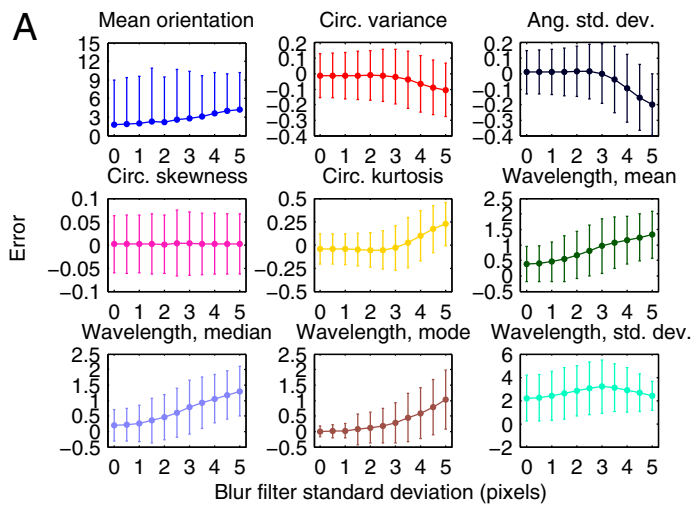 A
Mean orientation Circ. variance Ang. std. dev.
15 0.2 0.2
12 0.1 0.1
9 0 0
6 −0.1 −0.1
3 −0.2 −0.2
0 −0.4 −0.4
0 1 2 3 4 5 0 1 2 3 4 5 0 1 2 3 4 5
Circ. skewness Circ. kurtosis Wavelength, mean
0.1 0.5 2.5
0.05 0.25 1.5
0 0 0.5
−0.05 −0.25 0
−0.1 −0.5 −0.5
0 1 2 3 4 5 0 1 2 3 4 5 0 1 2 3 4 5
Error
Wavelength, median Wavelength, mode Wavelength, std. dev.
2.5 2.5 6
1.5 1.5 4
0.5 0.5 2
0 0 0
−0.5 −0.5 −2
0 1 2 3 4 5 0 1 2 3 4 5 0 1 2 3 4 5
Blur filter standard deviation (pixels)